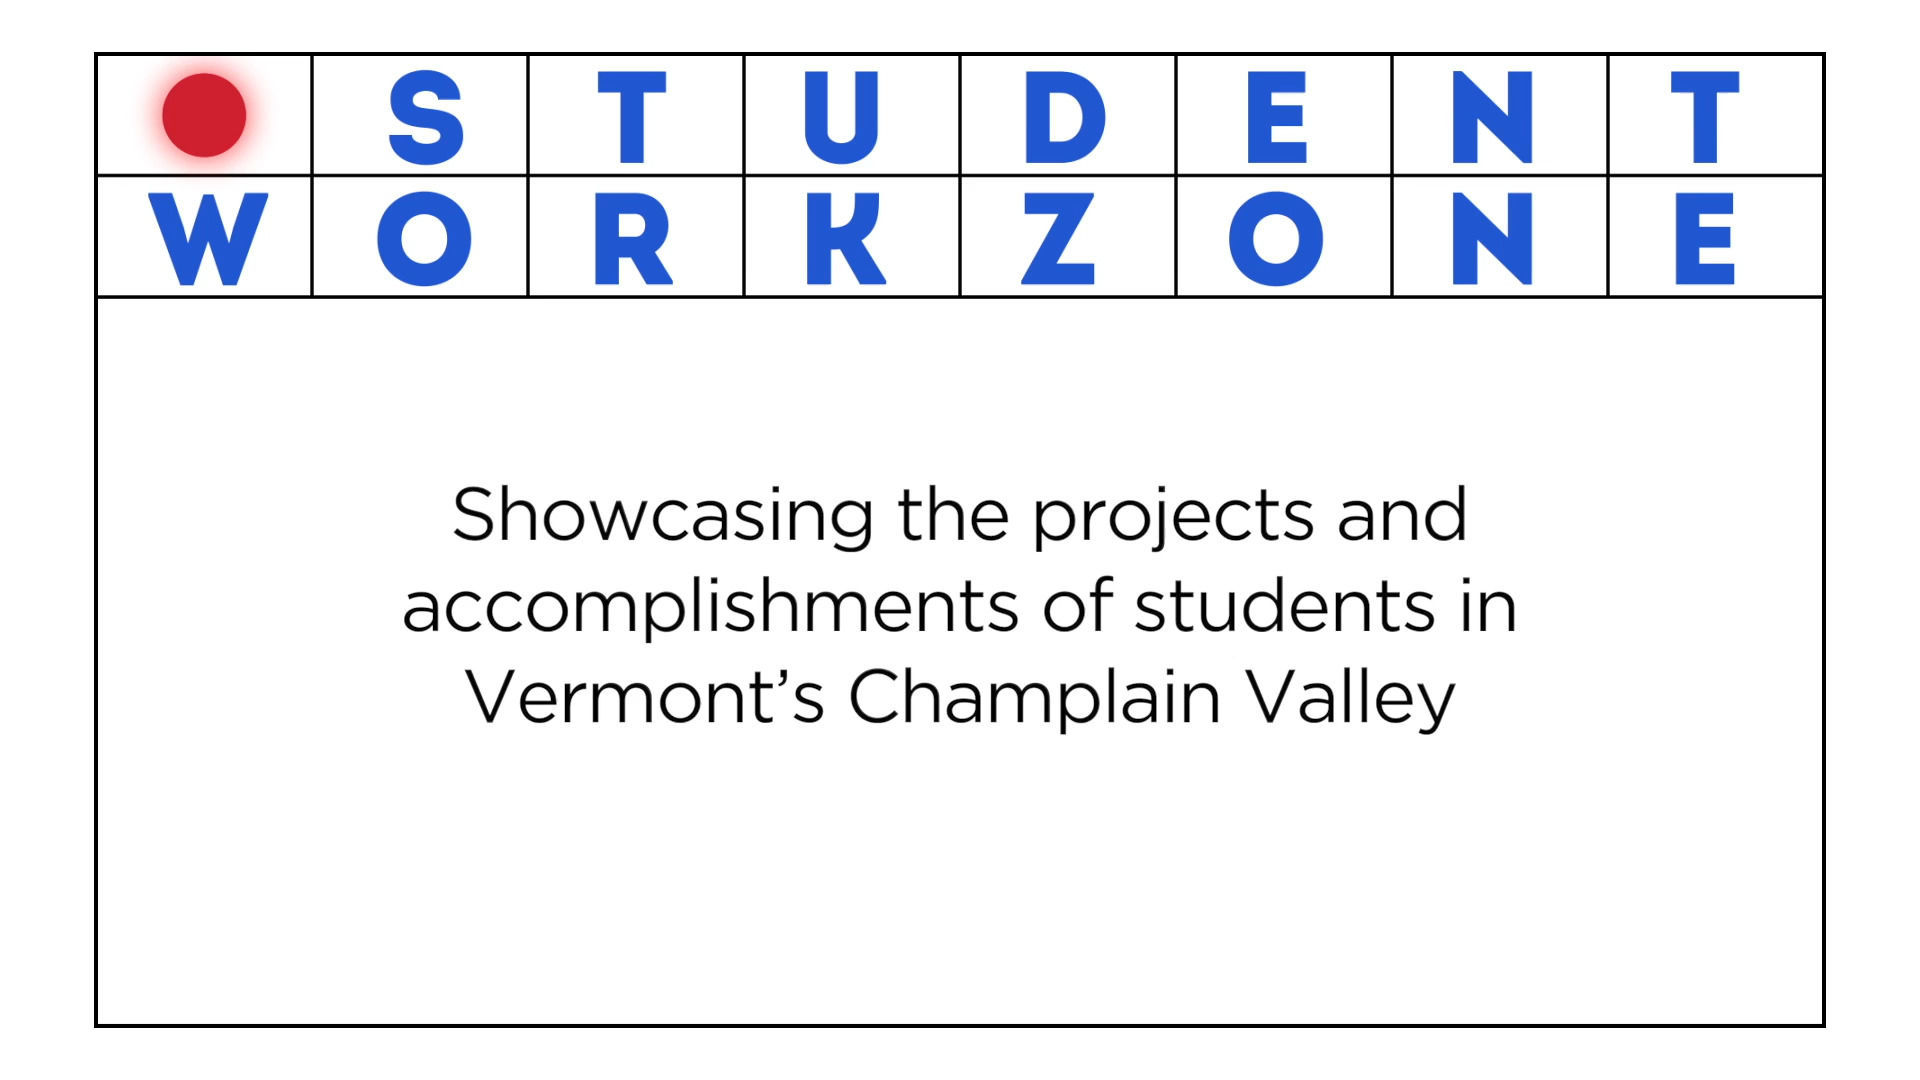 STUDENT
WORKZONE
Showcasing the projects and
accomplishments of students in
Vermont’s Champlain Valley